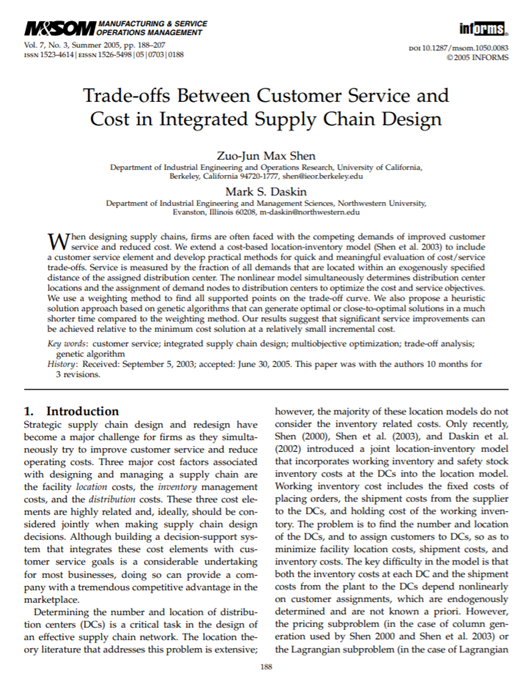 M&SOM MANUFACTURING & SERVICE
OPERATIONS MANAGEMENT
Vol. 7, No. 3, Summer 2005, pp. 188–207
ISSN 1523-4614 | EISSN 1526-5498 | 05 | 0703 | 0188
informs®
DOI 10.1287/msom.1050.0083
©2005 INFORMS
Trade-offs Between Customer Service and
Cost in Integrated Supply Chain Design
Zuo-Jun Max Shen
Department of Industrial Engineering and Operations Research, University of California,
Berkeley, California 94720-1777, shen@ieor.berkeley.edu
Mark S. Daskin
Department of Industrial Engineering and Management Sciences, Northwestern University,
Evanston, Illinois 60208, m-daskin@northwestern.edu
When designing supply chains, firms are often faced with the competing demands of improved customer
service and reduced cost. We extend a cost-based location-inventory model (Shen et al. 2003) to include
a customer service element and develop practical methods for quick and meaningful evaluation of cost/service
trade-offs. Service is measured by the fraction of all demands that are located within an exogenously specified
distance of the assigned distribution center. The nonlinear model simultaneously determines distribution center
locations and the assignment of demand nodes to distribution centers to optimize the cost and service objectives.
We use a weighting method to find all supported points on the trade-off curve. We also propose a heuristic
solution approach based on genetic algorithms that can generate optimal or close-to-optimal solutions in a much
shorter time compared to the weighting method. Our results suggest that significant service improvements can
be achieved relative to the minimum cost solution at a relatively small incremental cost.
Key words: customer service; integrated supply chain design; multiobjective optimization; trade-off analysis;
genetic algorithm
History: Received: September 5, 2003; accepted: June 30, 2005. This paper was with the authors 10 months for
3 revisions.
1. Introduction
Strategic supply chain design and redesign have
become a major challenge for firms as they simulta-
neously try to improve customer service and reduce
operating costs. Three major cost factors associated
with designing and managing a supply chain are
the facility location costs, the inventory management
costs, and the distribution costs. These three cost ele-
ments are highly related and, ideally, should be con-
sidered jointly when making supply chain design
decisions. Although building a decision-support sys-
tem that integrates these cost elements with cus-
tomer service goals is a considerable undertaking
for most businesses, doing so can provide a com-
pany with a tremendous competitive advantage in the
marketplace.
Determining the number and location of distribu-
tion centers (DCs) is a critical task in the design of
an effective supply chain network. The location the-
ory literature that addresses this problem is extensive;
however, the majority of these location models do not
consider the inventory related costs. Only recently,
Shen (2000), Shen et al. (2003), and Daskin et al.
(2002) introduced a joint location-inventory model
that incorporates working inventory and safety stock
inventory costs at the DCs into the location model.
Working inventory cost includes the fixed costs of
placing orders, the shipment costs from the supplier
to the DCs, and holding cost of the working inven-
tory. The problem is to find the number and location
of the DCs, and to assign customers to DCs, so as to
minimize facility location costs, shipment costs, and
inventory costs. The key difficulty in the model is that
both the inventory costs at each DC and the shipment
costs from the plant to the DCs depend nonlinearly
on customer assignments, which are endogenously
determined and are not known a priori. However,
the pricing subproblem (in the case of column gen-
eration used by Shen 2000 and Shen et al. 2003) or
the Lagrangian subproblem (in the case of Lagrangian
188